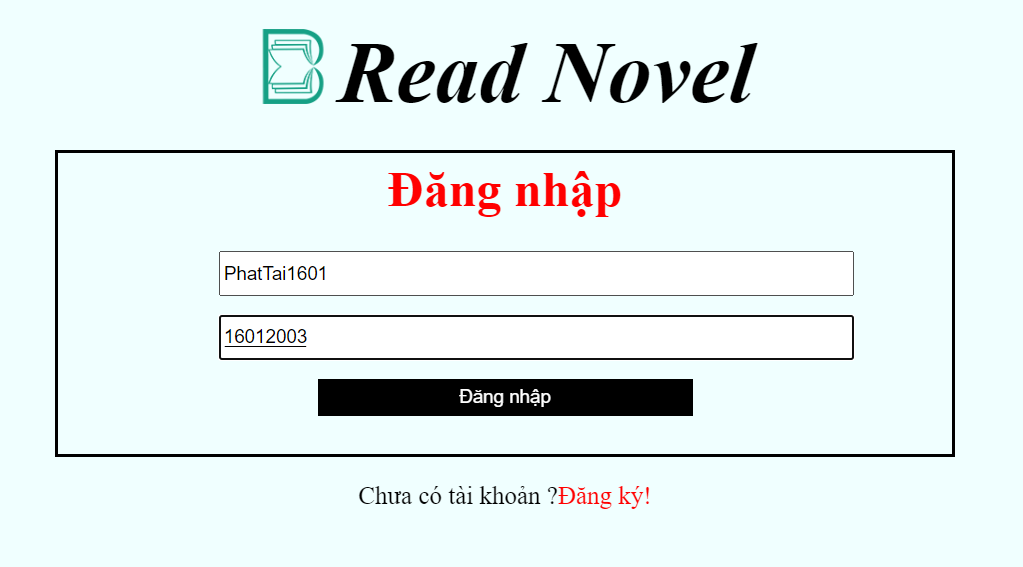 Read Novel
Đăng nhập
PhatTai1601
16012003
Đăng nhập
Chưa có tài khoản ?Đăng ký!